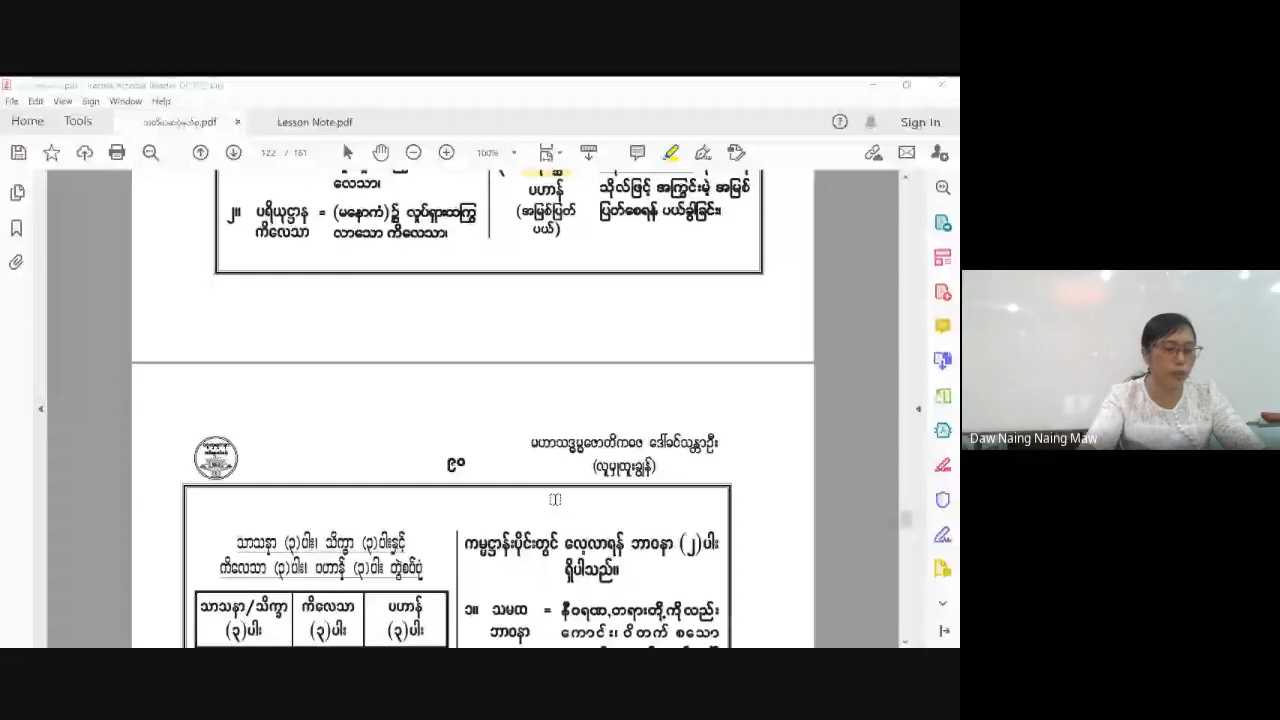 File Edit View Sign Window Help
Home Tools .pdf × Lesson Note.pdf Sign In
122 / 161 100%
လေသာ၊
၂။ ပရိယုဋ္ဌာန = (မနောကံ)၌ လှုပ်ရှားထကြွ
ကိလေသာ လာသော ကိလေသာ၊
ပဟာန်
(အမြစ်ပြတ်
ပယ်)
သိုလ်ဖြင့် အကြွင်းမဲ့ အမြစ်
ပြတ်စေရန် ပယ်ခွါခြင်း၊
၉၀
မဟာသဒ္ဓမ္မဇောတိကဓဇ ဒေါ်ခင်သန္တာဦး
(လူမှုထူးချွန်)
သာသနာ (၃)ပါး၊ သိက္ခာ (၃)ပါးနှင့်
ကိလေသာ (၃)ပါး၊ ပဟာန် (၃)ပါး တွဲစပ်ပုံ
သာသနာ/သိက္ခာ ကိလေသာ ပဟာန်
(၃)ပါး (၃)ပါး (၃)ပါး
ကမ္မဋ္ဌာန်းပိုင်းတွင် လေ့လာရန် ဘာဝနာ (၂)ပါး
ရှိပါသည်။
၁။ သမထ = နီဝရဏ,တရားတို့ကိုလည်း
ဘာဝနာ ကောင်း၊ ဝိတက် စသော
Daw Naing Naing Maw